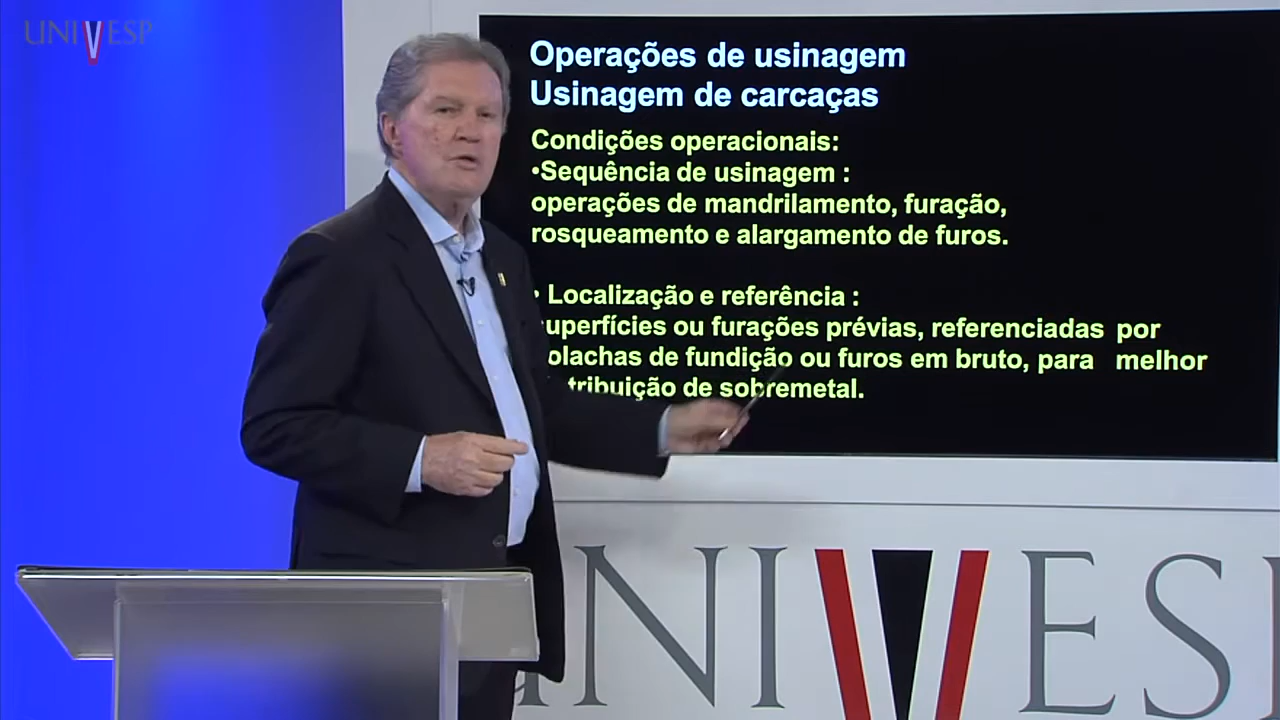 UNIVESP
Operações de usinagem
Usinagem de carcaças
Condições operacionais:
•Sequência de usinagem :
operações de mandrilamento, furação,
rosqueamento e alargamento de furos.
• Localização e referência :
uperfícies ou furações prévias, referenciadas por
olachas de fundição ou furos em bruto, para melhor
tribuição de sobremetal.
UNIVESP